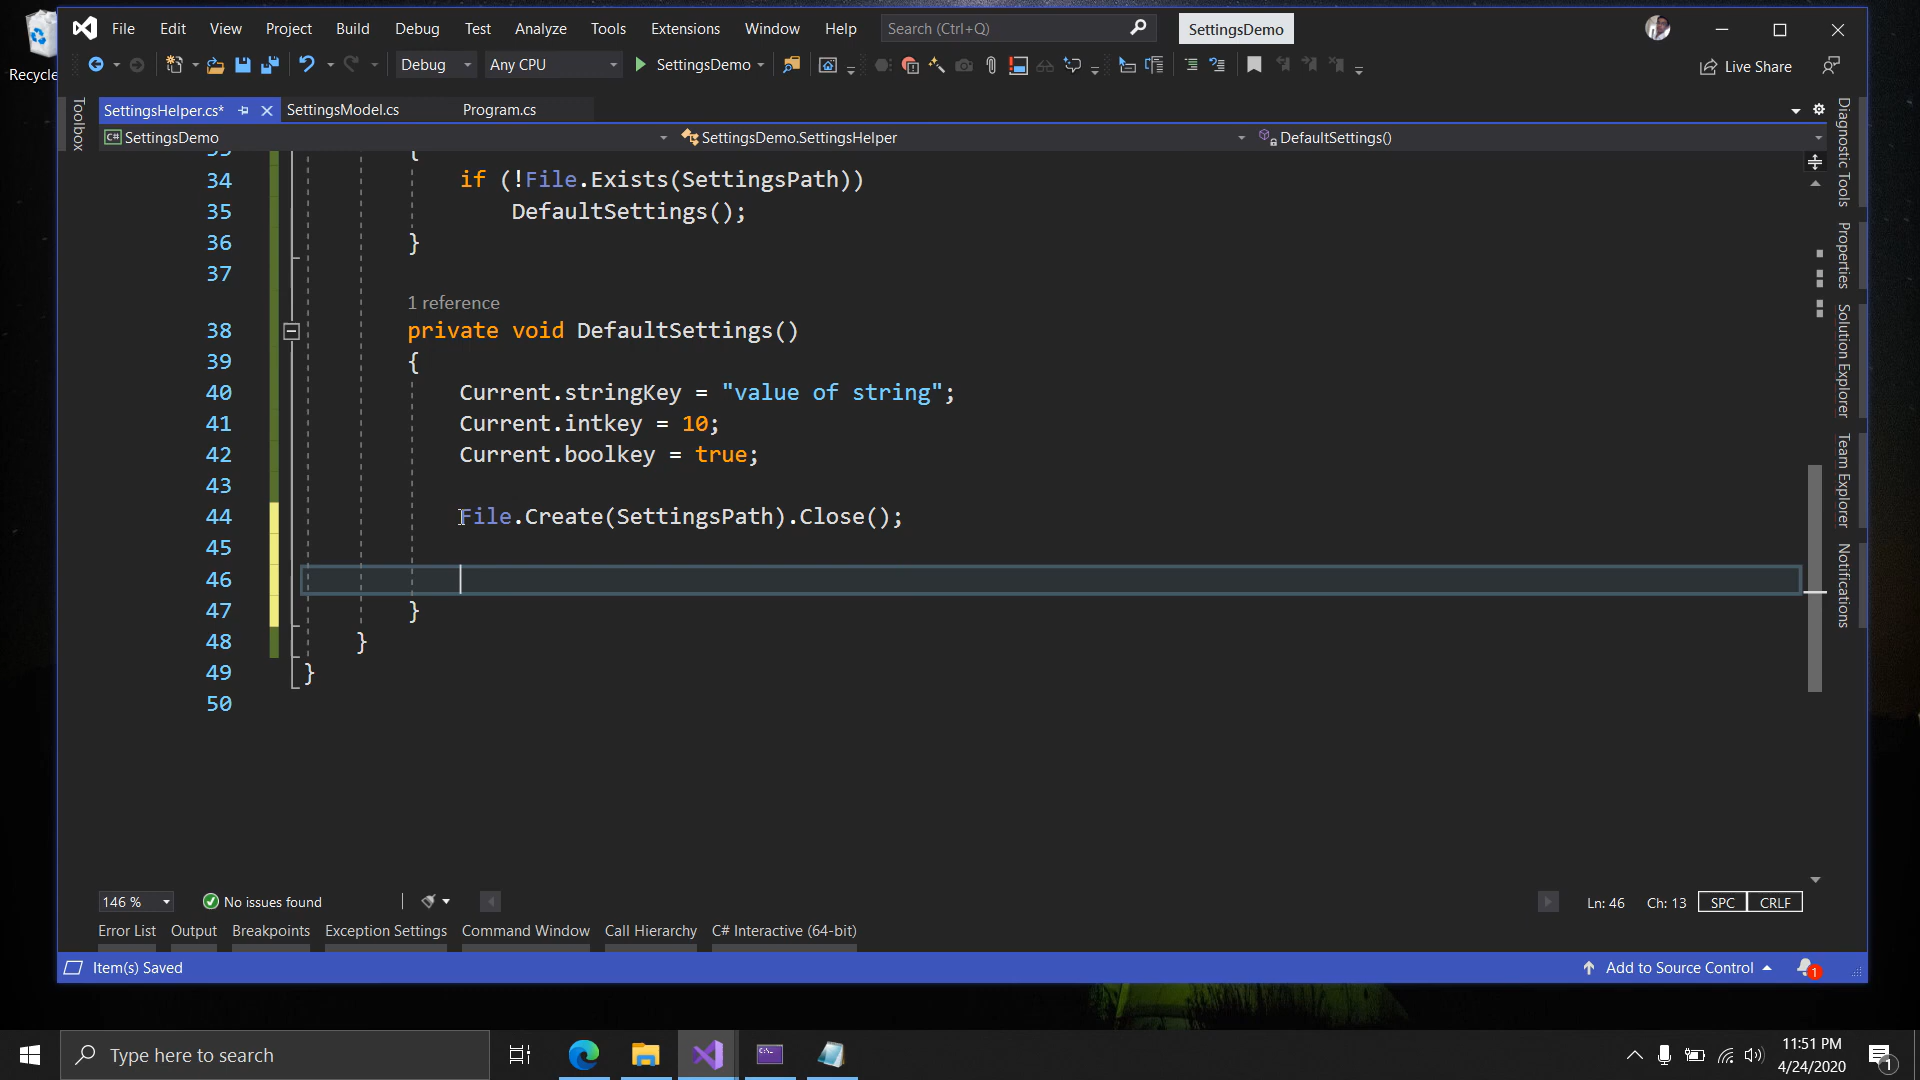 Recycle
File Edit View Project Build Debug Test Analyze Tools Extensions Window Help Search (Ctrl+Q) SettingsDemo
Debug Any CPU SettingsDemo Live Share
Toolbox
SettingsHelper.cs* SettingsModel.cs Program.cs
C# SettingsDemo SettingsDemo.SettingsHelper DefaultSettings()
{
34 if (!File.Exists(SettingsPath))
35 DefaultSettings();
36 }
37
1 reference
38 private void DefaultSettings()
39 {
40 Current.stringKey = "value of string";
41 Current.intkey = 10;
42 Current.boolkey = true;
43
44 File.Create(SettingsPath).Close();
45
46
47 }
48 }
49 }
50
Diagnostic Tools
Properties
Solution Explorer
Team Explorer
Notifications
146 % No issues found Ln: 46 Ch: 13 SPC CRLF
Error List Output Breakpoints Exception Settings Command Window Call Hierarchy C# Interactive (64-bit)
Item(s) Saved Add to Source Control 1
Type here to search
11:51 PM
4/24/2020
1